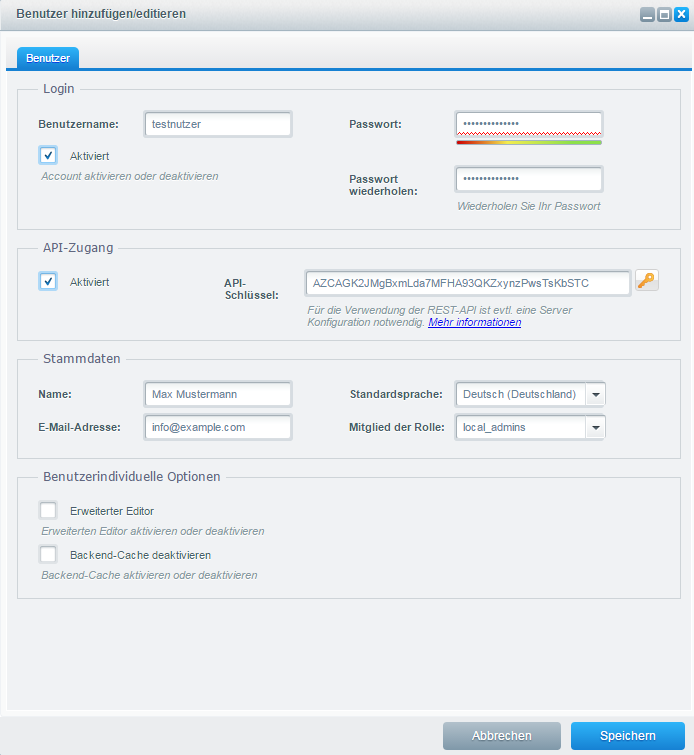 Benutzer hinzufügen/editieren
Benutzer
Login
Benutzername:
testnutzer
Passwort:
••••••••••••••
Aktiviert
Account aktivieren oder deaktivieren
Passwort
wiederholen:
••••••••••••••
Wiederholen Sie Ihr Passwort
API-Zugang
Aktiviert
API-
Schlüssel:
AZCAGK2JMgBxmLda7MFHA93QKZxynzPwsTsKbSTC
Für die Verwendung der REST-API ist evtl. eine Server
Konfiguration notwendig. Mehr informationen
Stammdaten
Name:
Max Mustermann
Standardsprache:
Deutsch (Deutschland)
E-Mail-Adresse:
info@example.com
Mitglied der Rolle:
local_admins
Benutzerindividuelle Optionen
Erweiterter Editor
Erweiterten Editor aktivieren oder deaktivieren
Backend-Cache deaktivieren
Backend-Cache aktivieren oder deaktivieren
Abbrechen
Speichern